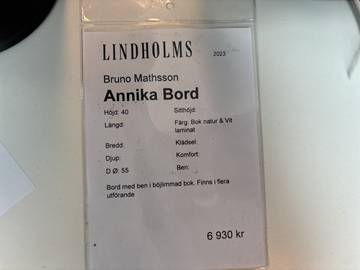 LINDHOLMS 2023
Bruno Mathsson
Annika Bord
Höjd: 40 Sitthöjd:
Längd: Färg: Bok natur & Vit
laminat
Bredd: Klädsel:
Djup: Komfort:
D Ø: 55 Ben:
Bord med ben i böjlimmad bok. Finns i flera
utförande
6 930 kr